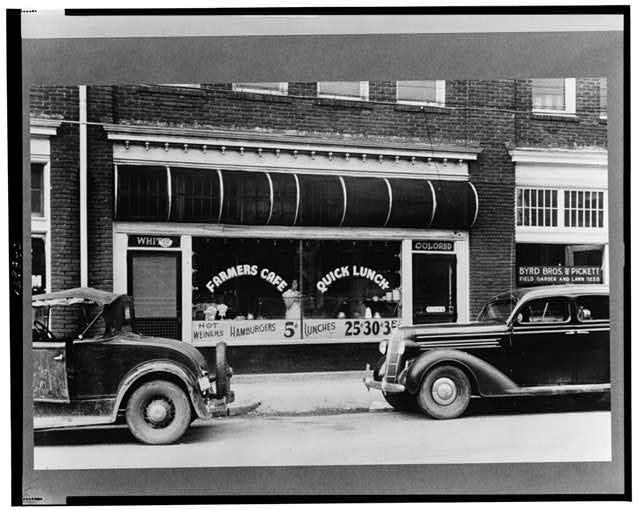 WHITE
COLORED
FARMERS CAFE
QUICK LUNCH
BYRD BROS. & PICKETT
FIELD GARDEN AND LAWN SEED
HOT
WEINERS HAMBURGERS 5¢
LUNCHES 25¢30¢35